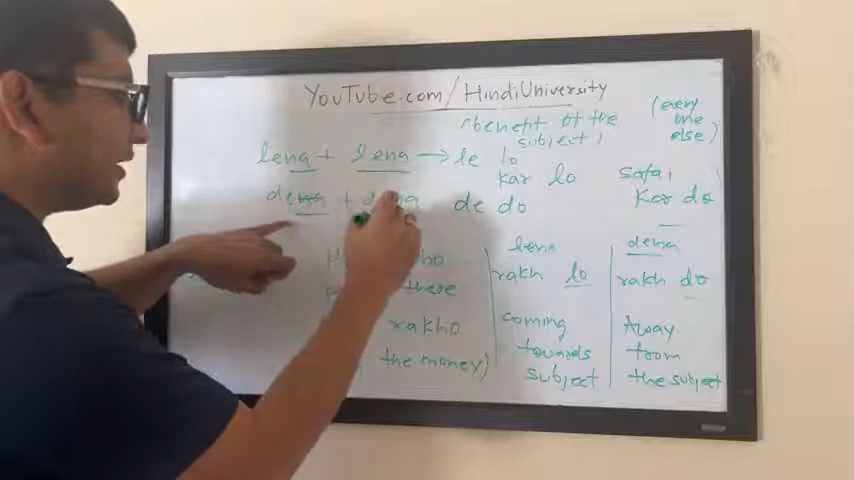 YouTube.com/HindiUniversity
(benefit of the subject)
(every one else)
lena + lena → le lo
kar lo
safai
kar do
dena + dena de do
lena
dena
rakh lo
rakh do
there
rakho
the money)
coming towards subject
Away from the subject